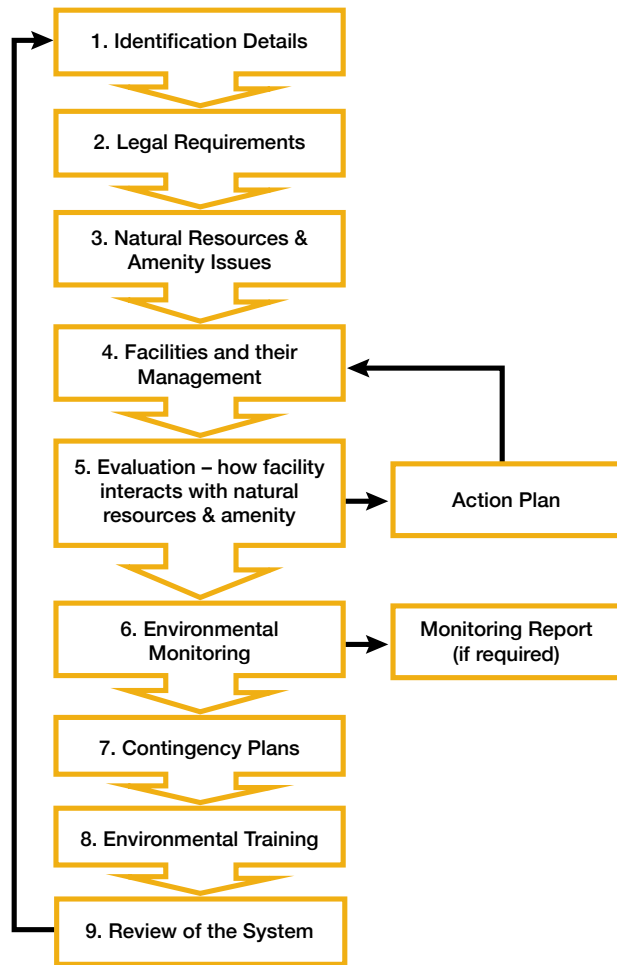 1. Identification Details
2. Legal Requirements
3. Natural Resources &
Amenity Issues
4. Facilities and their
Management
5. Evaluation – how facility
interacts with natural
resources & amenity
Action Plan
6. Environmental
Monitoring
Monitoring Report
(if required)
7. Contingency Plans
8. Environmental Training
9. Review of the System